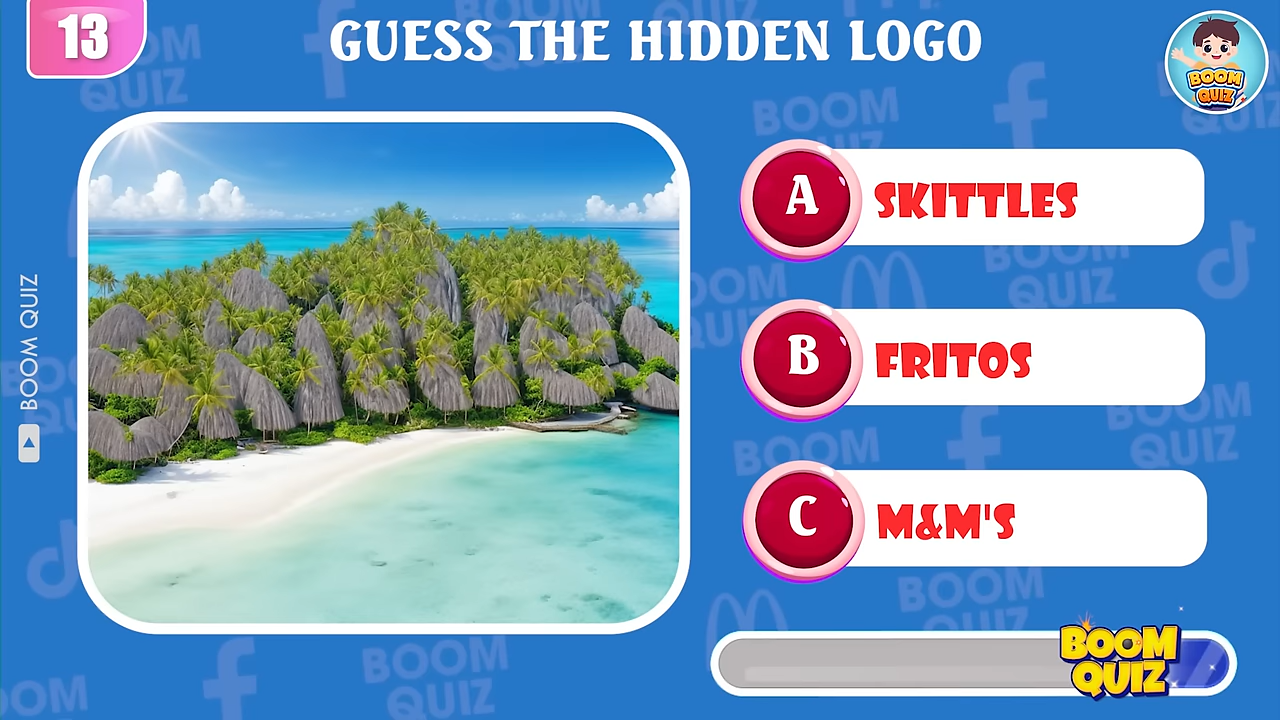 13
GUESS THE HIDDEN LOGO
BOOM QUIZ
BOOM QUIZ
A SKITTLES
B FRITOS
C M&M'S
BOOM
QUIZ